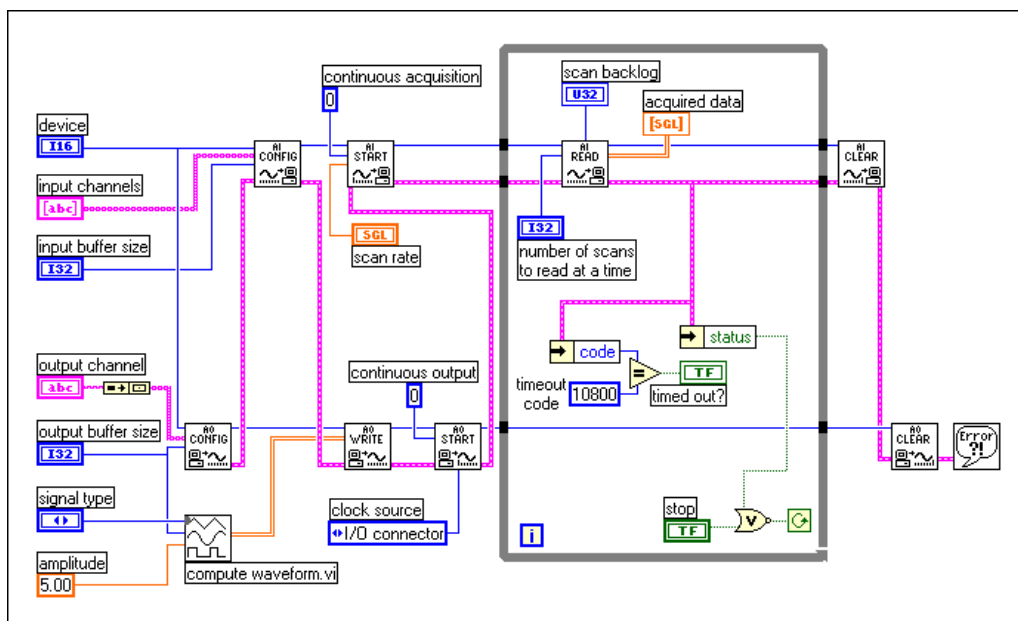 continuous acquisition
0
scan backlog
U32
acquired data
[SGL]
device
I16
AI
CONFIG
AI
START
AI
READ
AI
CLEAR
input channels
[abc]
input buffer size
I32
SGL
scan rate
I32
number of scans
to read at a time
code
status
timeout
code
10800
=
TF
timed out?
output channel
abc
continuous output
0
output buffer size
I32
AO
CONFIG
AO
WRITE
AO
START
AO
CLEAR
Error
?!
signal type
clock source
I/O connector
stop
TF
V
i
amplitude
5.00
compute waveform.vi